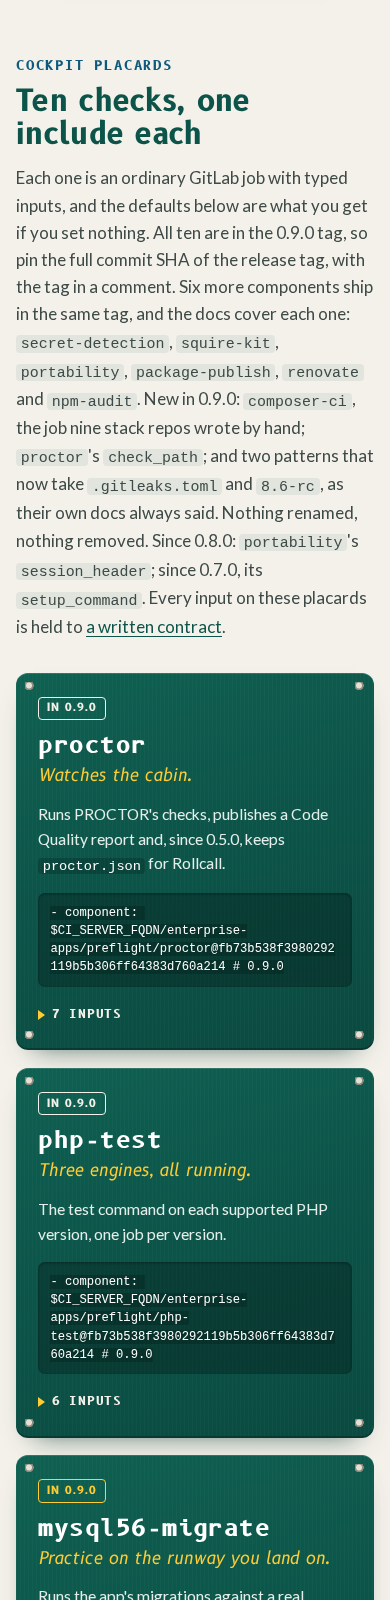 COCKPIT PLACARDS
Ten checks, one
include each
Each one is an ordinary GitLab job with typed
inputs, and the defaults below are what you get
if you set nothing. All ten are in the 0.9.0 tag, so
pin the full commit SHA of the release tag, with
the tag in a comment. Six more components ship
in the same tag, and the docs cover each one:
secret-detection, squire-kit,
portability, package-publish, renovate
and npm-audit. New in 0.9.0: composer-ci,
the job nine stack repos wrote by hand;
proctor's check_path; and two patterns that
now take .gitleaks.toml and 8.6-rc, as
their own docs always said. Nothing renamed,
nothing removed. Since 0.8.0: portability's
session_header; since 0.7.0, its
setup_command. Every input on these placards
is held to a written contract.
IN 0.9.0
proctor
Watches the cabin.
Runs PROCTOR's checks, publishes a Code
Quality report and, since 0.5.0, keeps
proctor.json for Rollcall.
- component:
$CI_SERVER_FQDN/enterprise-
apps/preflight/proctor@fb73b538f3980292
119b5b306ff64383d760a214 # 0.9.0
7 INPUTS
IN 0.9.0
php-test
Three engines, all running.
The test command on each supported PHP
version, one job per version.
- component:
$CI_SERVER_FQDN/enterprise-
apps/preflight/php-
test@fb73b538f3980292119b5b306ff64383d7
60a214 # 0.9.0
6 INPUTS
IN 0.9.0
mysql56-migrate
Practice on the runway you land on.
Runs the app's migrations against a real